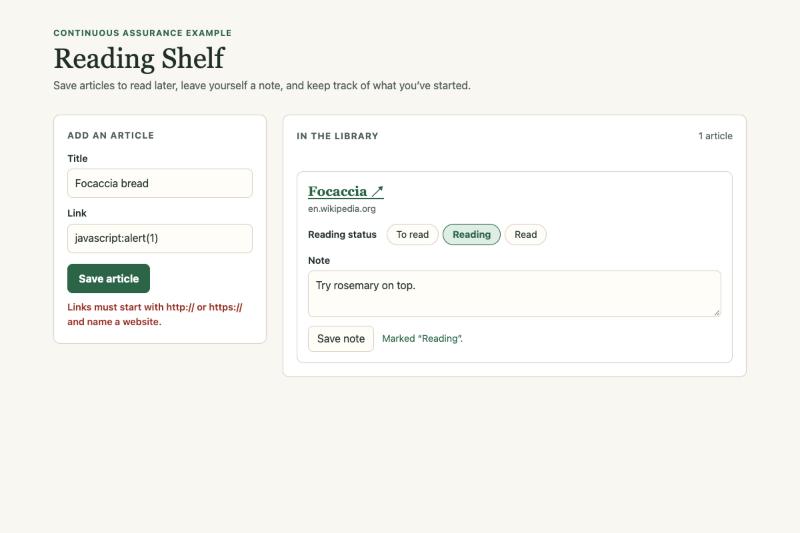 CONTINUOUS ASSURANCE EXAMPLE
Reading Shelf
Save articles to read later, leave yourself a note, and keep track of what you’ve started.
ADD AN ARTICLE
Title
Focaccia bread
Link
javascript:alert(1)
Save article
Links must start with http:// or https://
and name a website.
IN THE LIBRARY
1 article
Focaccia ↗
en.wikipedia.org
Reading status
To read
Reading
Read
Note
Try rosemary on top.
Save note
Marked “Reading”.